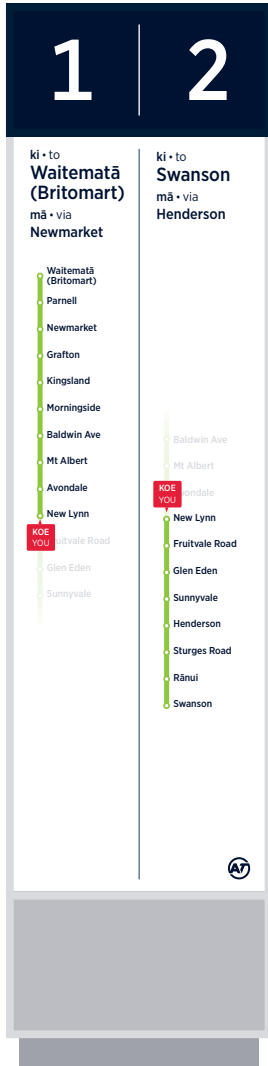 1
ki • to
Waitematā
(Britomart)
mā • via
Newmarket
Waitematā
(Britomart)
Parnell
Newmarket
Grafton
Kingsland
Morningside
Baldwin Ave
Mt Albert
Avondale
New Lynn
KOE
YOU
Fruitvale Road
Glen Eden
Sunnyvale
2
ki • to
Swanson
mā • via
Henderson
Baldwin Ave
Mt Albert
Avondale
KOE
YOU
New Lynn
Fruitvale Road
Glen Eden
Sunnyvale
Henderson
Sturges Road
Rānui
Swanson
AT